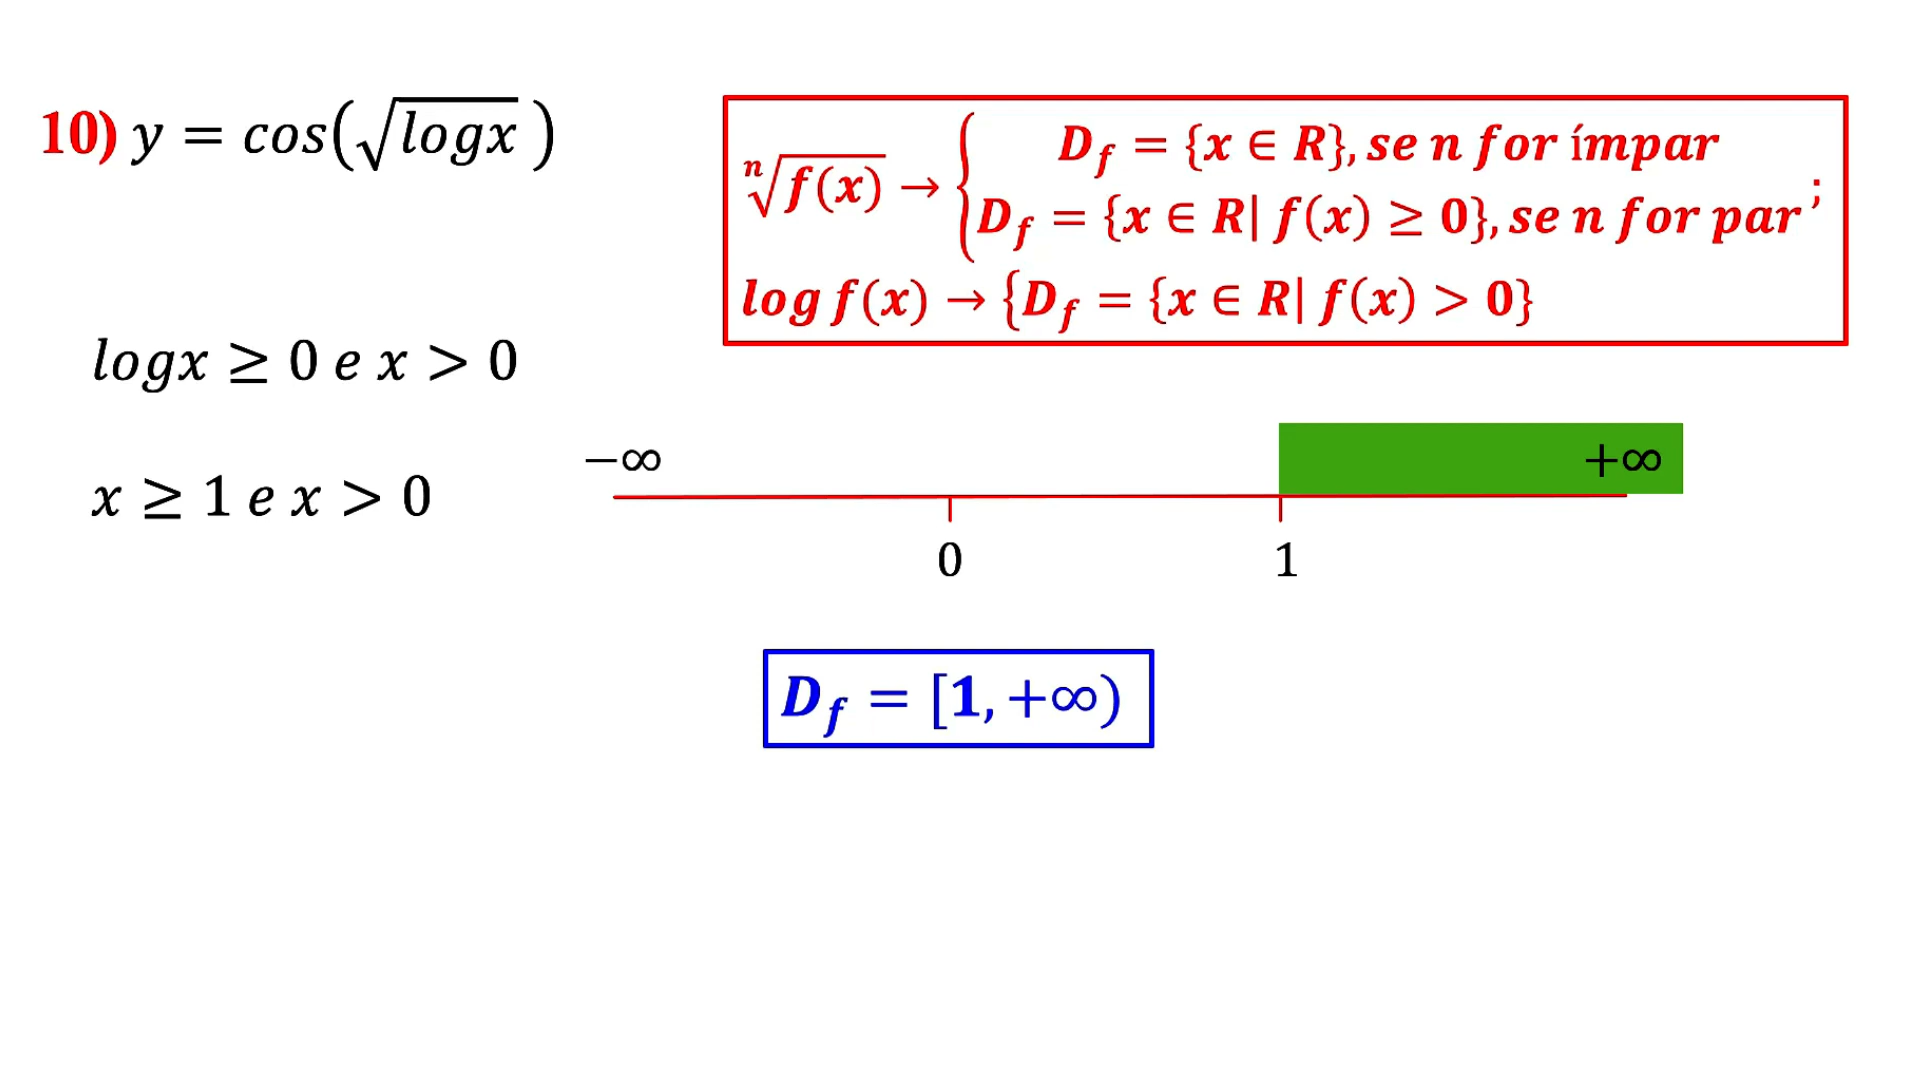 10) y = cos(√logx )
ⁿ√f(x) → { D_f = {x ∈ R}, se n for ímpar
D_f = {x ∈ R| f(x) ≥ 0}, se n for par ;
log f(x) → {D_f = {x ∈ R| f(x) > 0}
logx ≥ 0 e x > 0
−∞ +∞
x ≥ 1 e x > 0
0 1
D_f = [1, +∞)